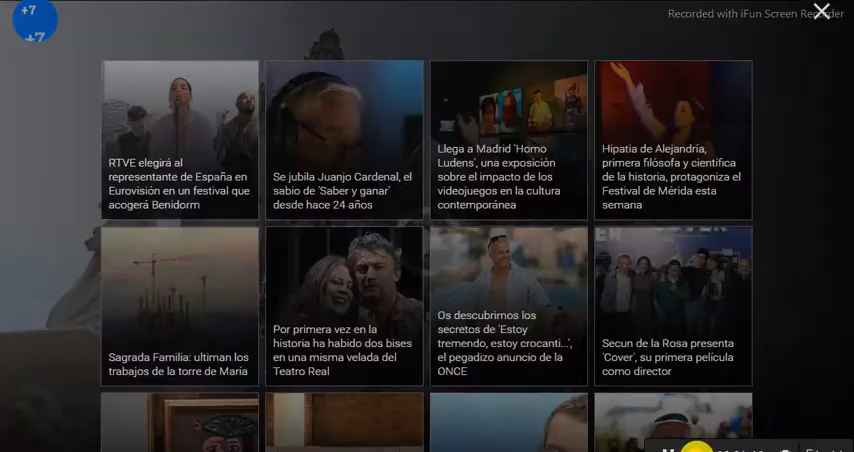 +7
+7
Recorded with iFun Screen Recorder
RTVE elegirá al
representante de España en
Eurovisión en un festival que
acogerá Benidorm
Se jubila Juanjo Cardenal, el
sabio de 'Saber y ganar'
desde hace 24 años
Llega a Madrid 'Homo
Ludens', una exposición
sobre el impacto de los
videojuegos en la cultura
contemporánea
Hipatia de Alejandría,
primera filósofa y científica
de la historia, protagoniza el
Festival de Mérida esta
semana
Sagrada Familia: ultiman los
trabajos de la torre de María
Por primera vez en la
historia ha habido dos bises
en una misma velada del
Teatro Real
Os descubrimos los
secretos de 'Estoy
tremendo, estoy crocanti...',
el pegadizo anuncio de la
ONCE
Secun de la Rosa presenta
'Cover', su primera película
como director